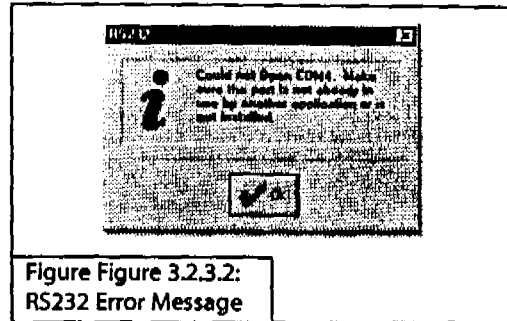 RS232
Could not Open COM4. Make
sure the port is not already in
use by another application or is
not installed.
OK
Figure Figure 3.2.3.2:
RS232 Error Message